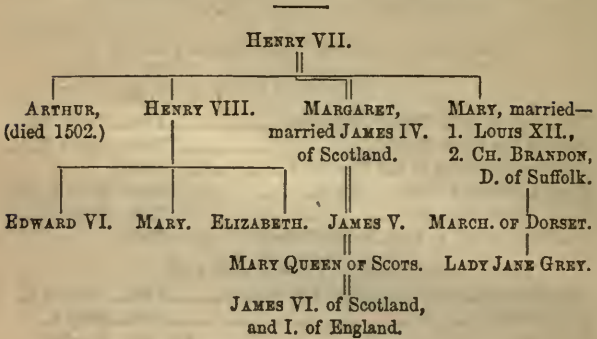 HENRY VII.
ARTHUR, HENRY VIII. MARGARET, MARY, married—
(died 1502.) married JAMES IV. 1. LOUIS XII.,
of Scotland. 2. CH. BRANDON,
D. of Suffolk.
EDWARD VI. MARY. ELIZABETH. JAMES V. MARCH. OF DORSET.
MARY QUEEN OF SCOTS. LADY JANE GREY.
JAMES VI. of Scotland,
and I. of England.